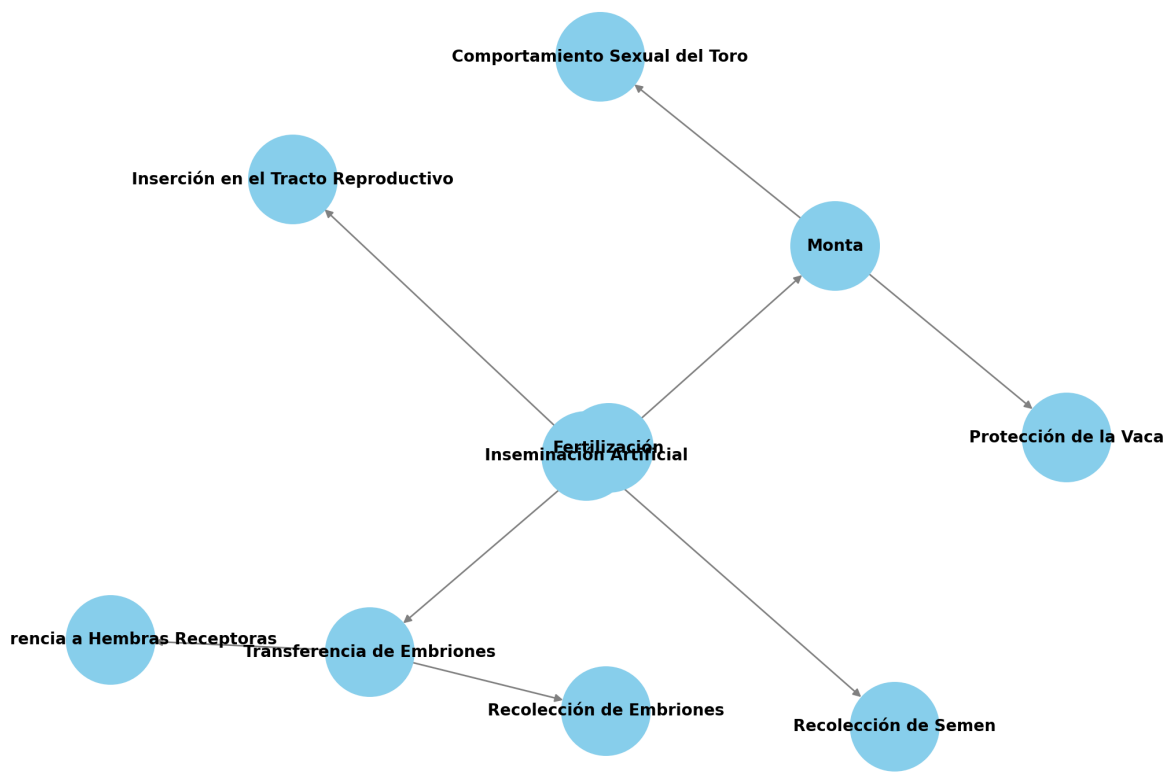 Comportamiento Sexual del Toro
Inserción en el Tracto Reproductivo
Monta
Protección de la Vaca
Fertilización
Inseminación Artificial
rencia a Hembras Receptoras
Transferencia de Embriones
Recolección de Embriones
Recolección de Semen